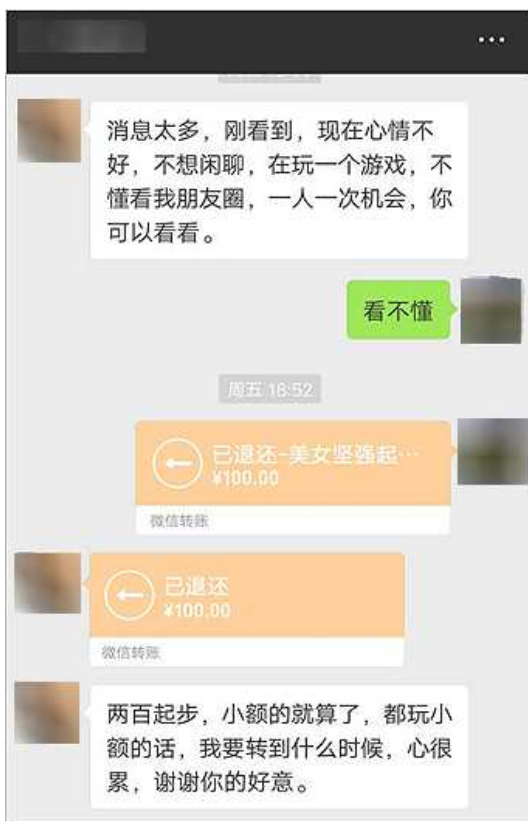 消息太多，刚看到，现在心情不
好，不想闲聊，在玩一个游戏，不
懂看我朋友圈，一人一次机会，你
可以看看。
看不懂
周五 18:52
已退还-美女坚强起…
¥100.00
微信转账
已退还
¥100.00
微信转账
两百起步，小额的就算了，都玩小
额的话，我要转到什么时候，心很
累，谢谢你的好意。